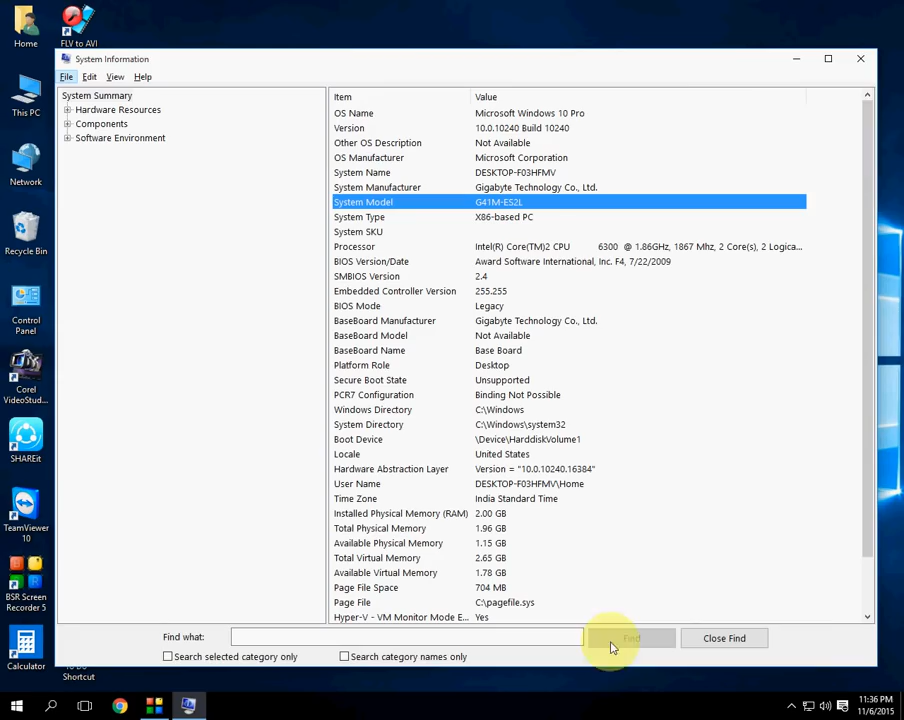 Home
FLV to AVI
System Information
File Edit View Help
This PC
Network
Recycle Bin
Control
Panel
Corel
VideoStud...
SHAREit
TeamViewer
10
BSR Screen
Recorder 5
Calculator
Shortcut
System Summary
Hardware Resources
Components
Software Environment
Item Value
OS Name Microsoft Windows 10 Pro
Version 10.0.10240 Build 10240
Other OS Description Not Available
OS Manufacturer Microsoft Corporation
System Name DESKTOP-F03HFMV
System Manufacturer Gigabyte Technology Co., Ltd.
System Model G41M-ES2L
System Type X86-based PC
System SKU
Processor Intel(R) Core(TM)2 CPU 6300 @ 1.86GHz, 1867 Mhz, 2 Core(s), 2 Logica...
BIOS Version/Date Award Software International, Inc. F4, 7/22/2009
SMBIOS Version 2.4
Embedded Controller Version 255.255
BIOS Mode Legacy
BaseBoard Manufacturer Gigabyte Technology Co., Ltd.
BaseBoard Model Not Available
BaseBoard Name Base Board
Platform Role Desktop
Secure Boot State Unsupported
PCR7 Configuration Binding Not Possible
Windows Directory C:\Windows
System Directory C:\Windows\system32
Boot Device \Device\HarddiskVolume1
Locale United States
Hardware Abstraction Layer Version = "10.0.10240.16384"
User Name DESKTOP-F03HFMV\Home
Time Zone India Standard Time
Installed Physical Memory (RAM) 2.00 GB
Total Physical Memory 1.96 GB
Available Physical Memory 1.15 GB
Total Virtual Memory 2.65 GB
Available Virtual Memory 1.78 GB
Page File Space 704 MB
Page File C:\pagefile.sys
Hyper-V - VM Monitor Mode E... Yes
Find what: Find Close Find
Search selected category only Search category names only
11:36 PM
11/6/2015